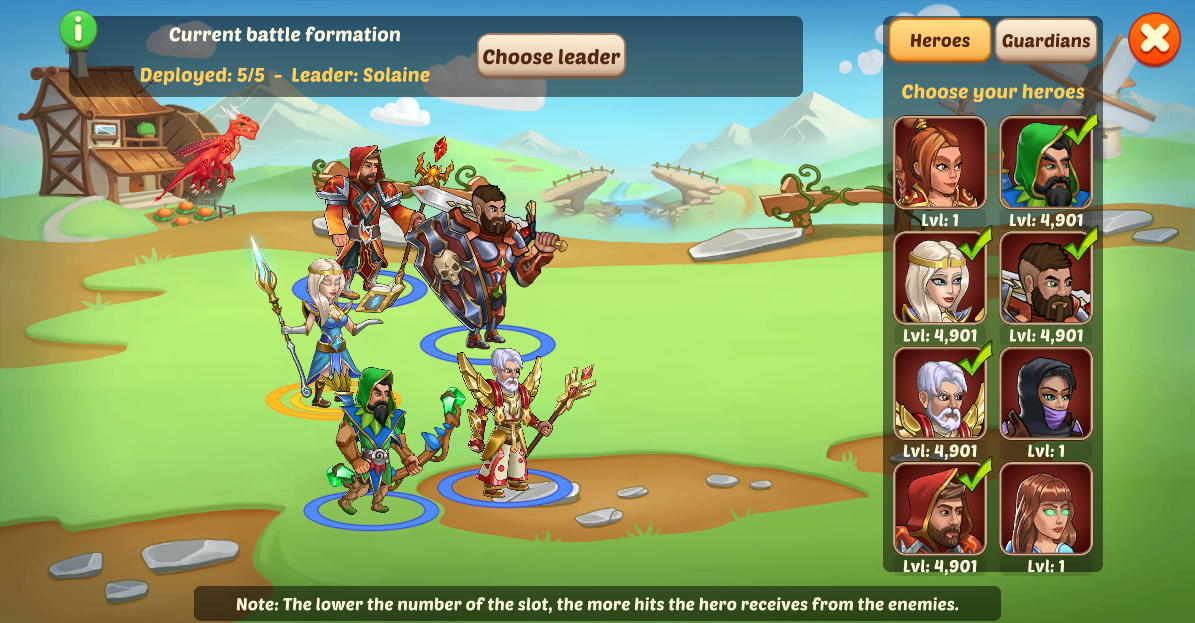 Current battle formation
Deployed: 5/5 - Leader: Solaine
Choose leader
Heroes
Guardians
Choose your heroes
Lvl: 1
Lvl: 4,901
Lvl: 4,901
Lvl: 4,901
Lvl: 4,901
Lvl: 1
Lvl: 4,901
Lvl: 1
Note: The lower the number of the slot, the more hits the hero receives from the enemies.